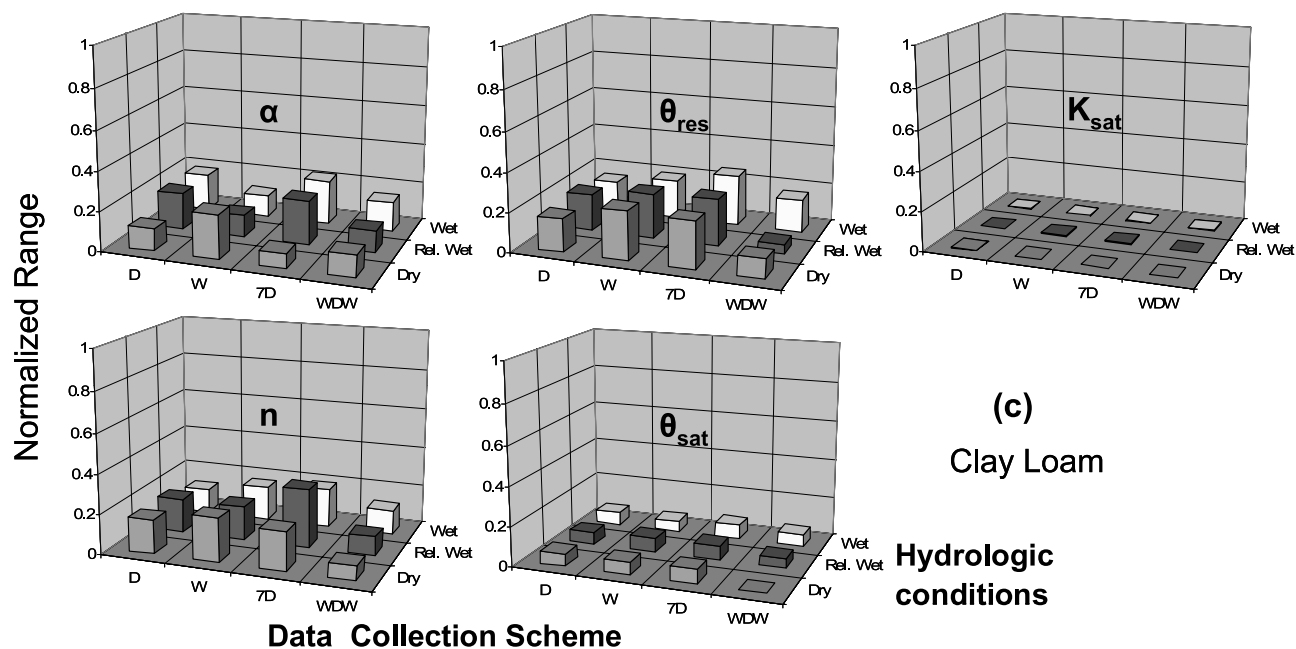 1
0.8
0.6
0.4
0.2
0
α
D
W
7D
WDW
Wet
Rel. Wet
Dry
1
0.8
0.6
0.4
0.2
0
θres
D
W
7D
WDW
Wet
Rel. Wet
Dry
1
0.8
0.6
0.4
0.2
0
Ksat
D
W
7D
WDW
Wet
Rel. Wet
Dry
Normalized Range
1
0.8
0.6
0.4
0.2
0
n
D
W
7D
WDW
Wet
Rel. Wet
Dry
1
0.8
0.6
0.4
0.2
0
θsat
D
W
7D
WDW
Wet
Rel. Wet
Dry
(c)
Clay Loam
Hydrologic
conditions
Data Collection Scheme